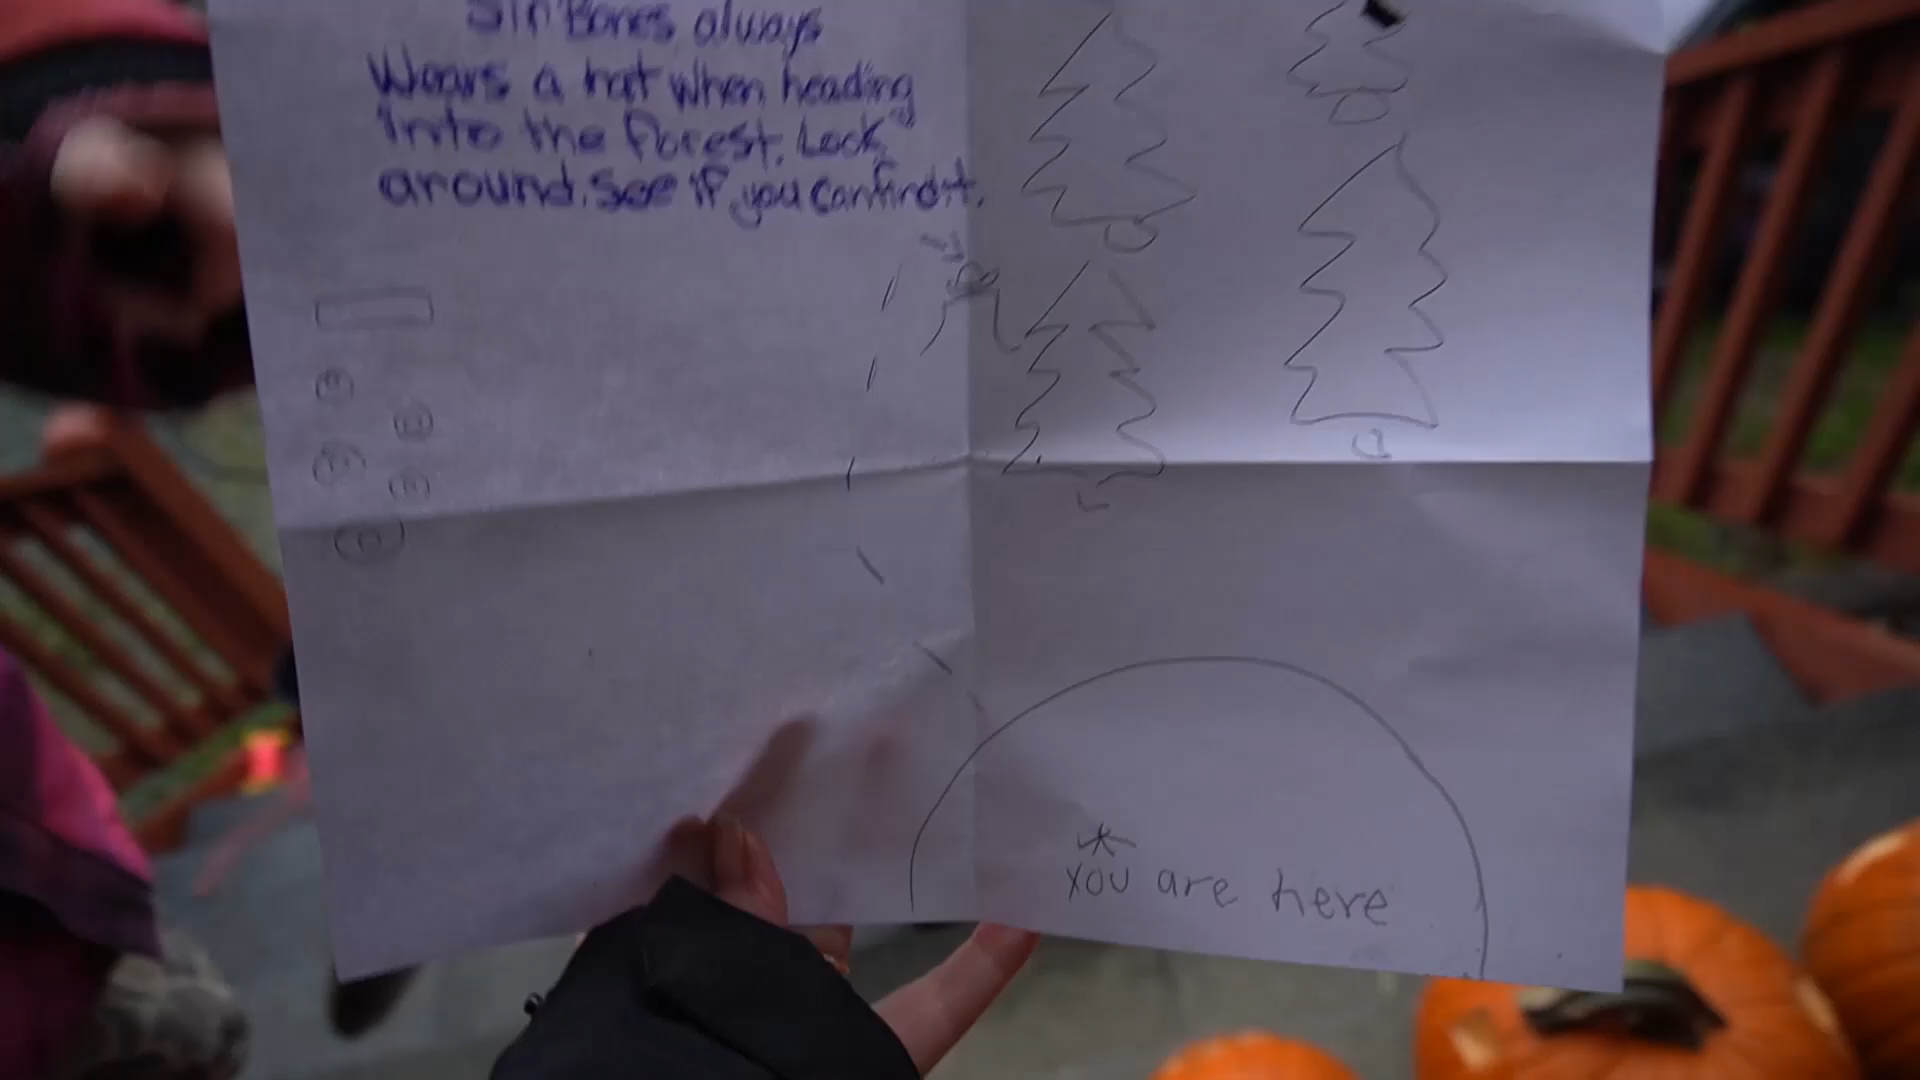 Sir Bones always
Wears a hat when heading
into the forest. Look
around. See if you can find it.
You are here